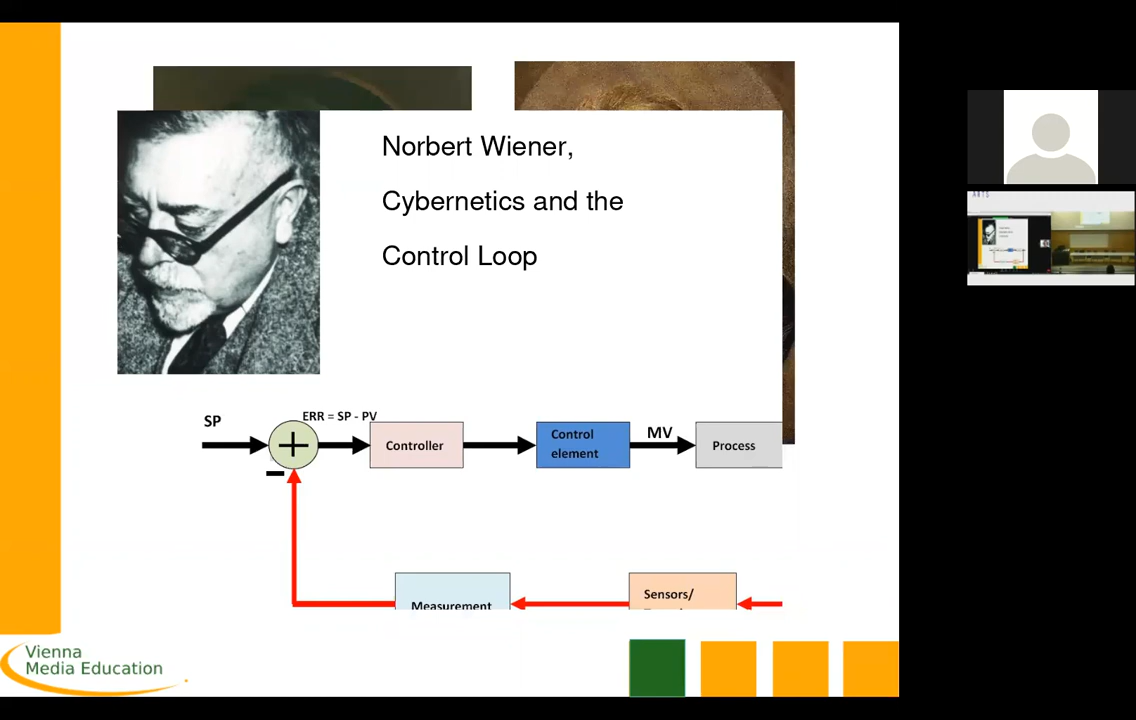 Norbert Wiener,
Cybernetics and the
Control Loop
SP
ERR = SP - PV
Controller
Control
element
MV
Process
Measurement
Sensors/
Vienna
Media Education